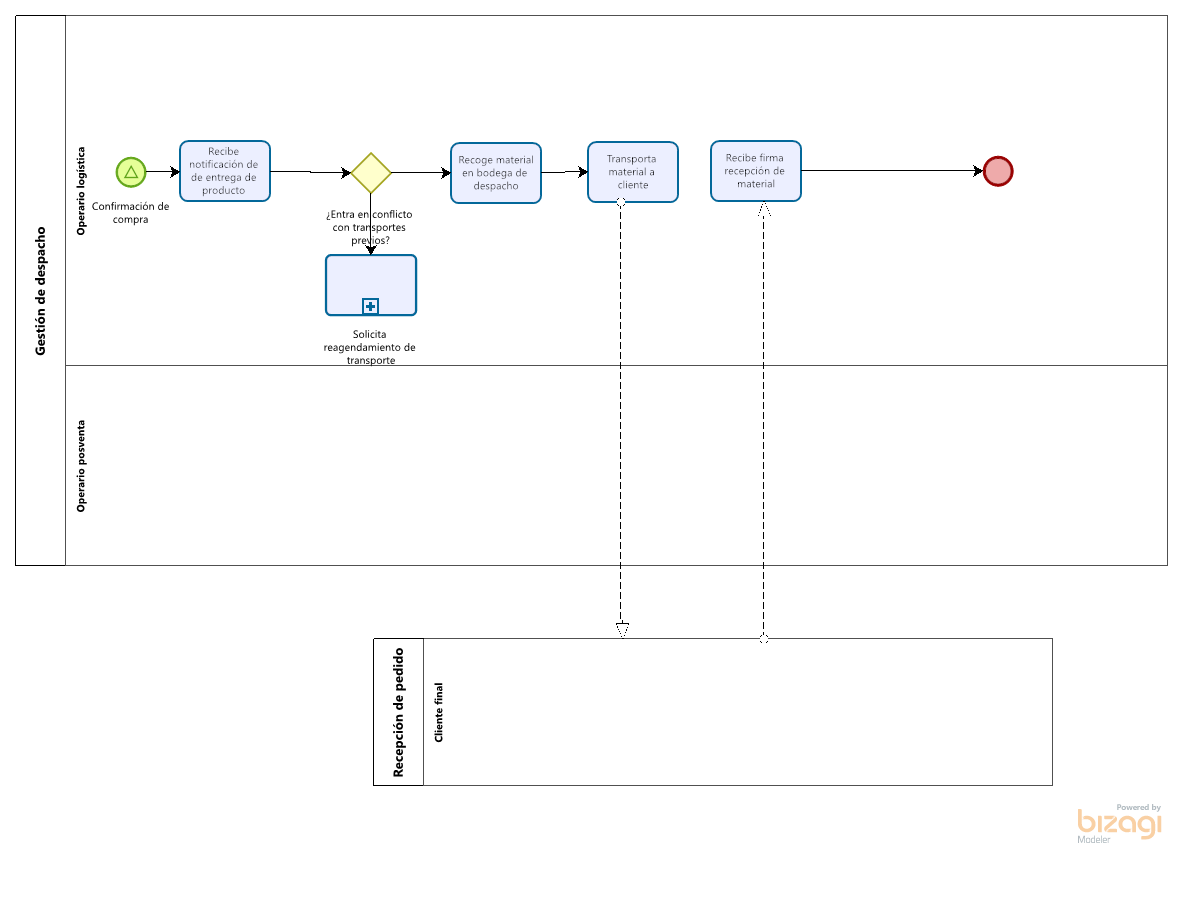 Gestión de despacho
Operario logística
Confirmación de
compra
Recibe
notificación de
de entrega de
producto
¿Entra en conflicto
con transportes
previos?
Solicita
reagendamiento de
transporte
Recoge material
en bodega de
despacho
Transporta
material a
cliente
Recibe firma
recepción de
material
Operario posventa
Recepción de pedido
Cliente final
Powered by
bizagi
Modeler